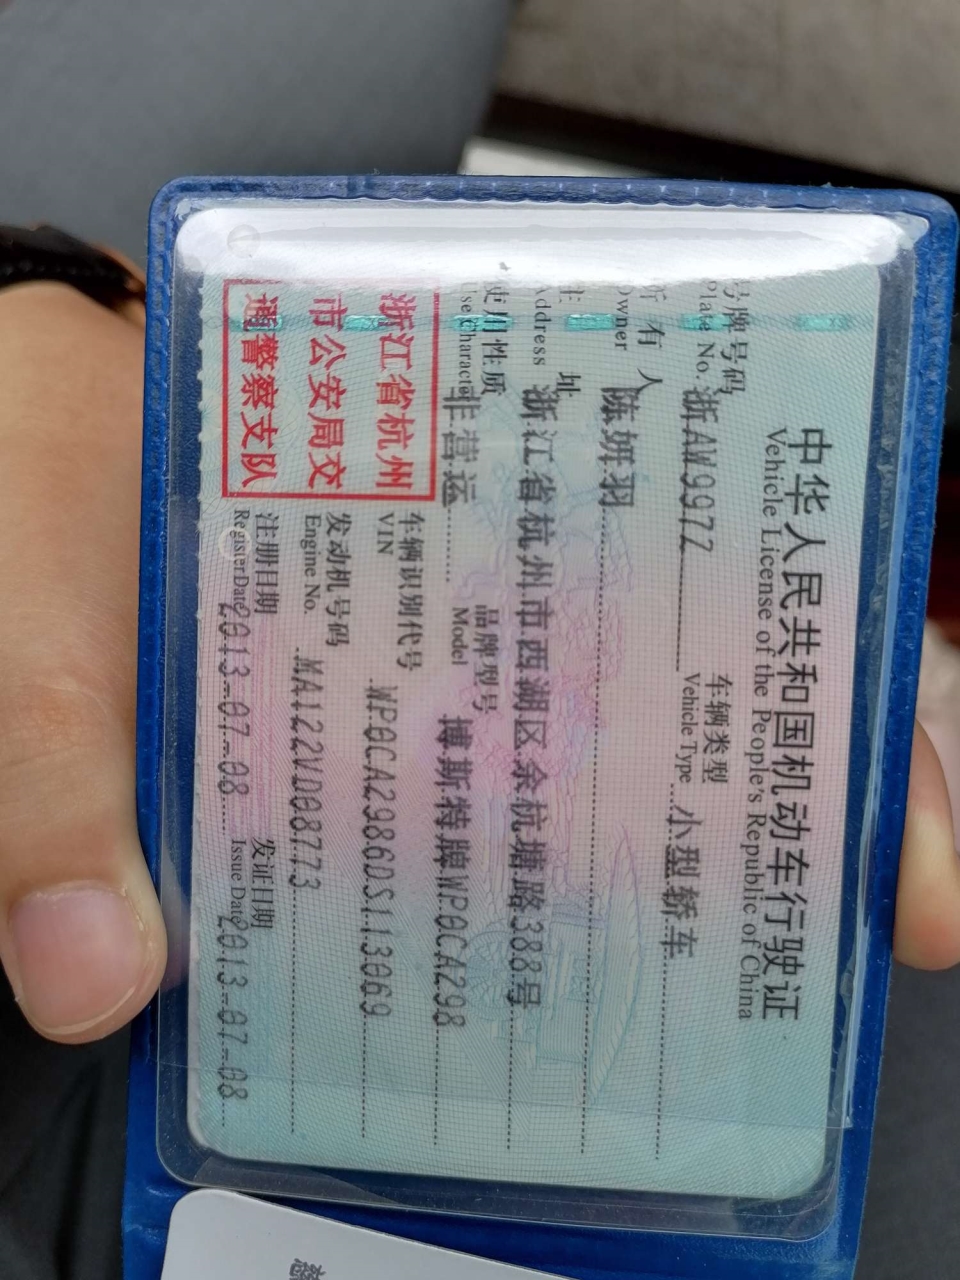 中华人民共和国机动车行驶证
Vehicle License of the People's Republic of China
号牌号码 浙AW9977 车辆类型 小型轿车
Plate No. Vehicle Type
所有人 陈班羽
Owner
住址 浙江省杭州市西湖区余杭塘路388号
Address
使用性质 非营运 品牌型号 博斯特牌WP0CA298
Use Character Model
浙江省杭州
市公安局交
通警察支队
车辆识别代号 WP0CA2986DS113069
VIN
发动机号码 MA122VD08773
Engine No.
注册日期 2013-07-08 发证日期 2013-07-08
Register Date Issue Date